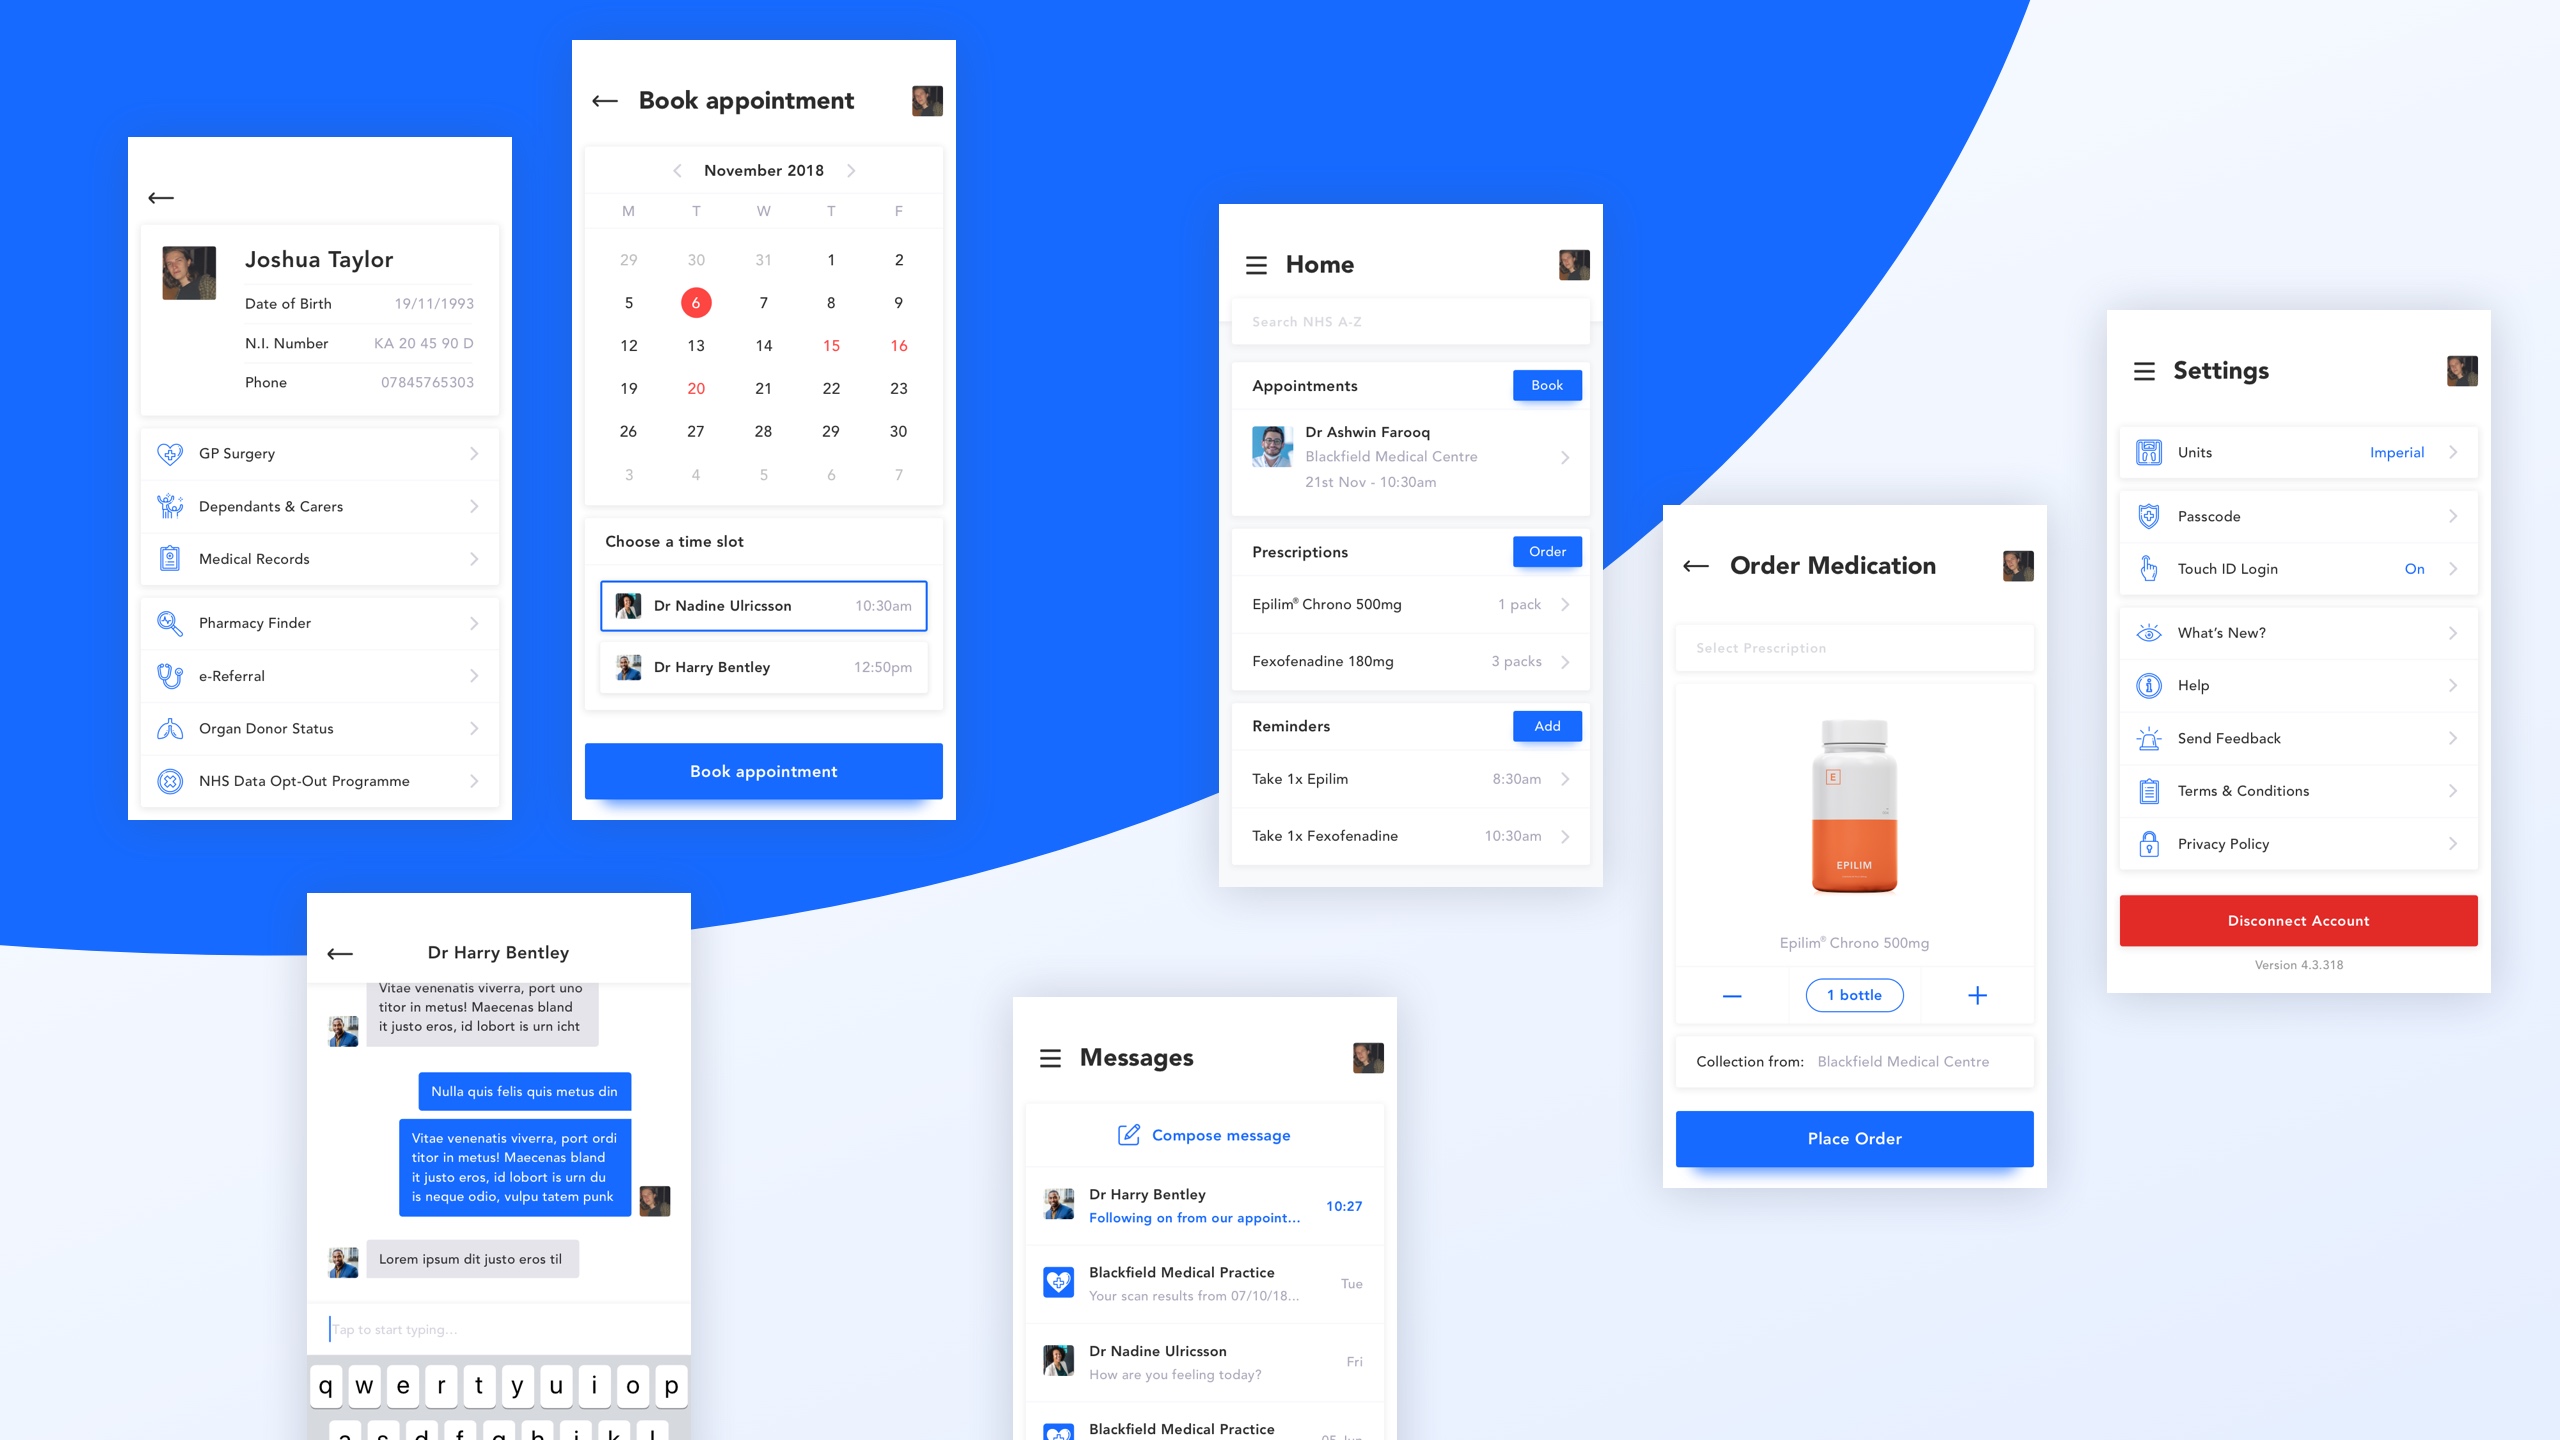 Joshua Taylor
Date of Birth 19/11/1993
N.I. Number KA 20 45 90 D
Phone 07845765303
GP Surgery
Dependants & Carers
Medical Records
Pharmacy Finder
e-Referral
Organ Donor Status
NHS Data Opt-Out Programme
Book appointment
November 2018
M T W T F
29 30 31 1 2
5 6 7 8 9
12 13 14 15 16
19 20 21 22 23
26 27 28 29 30
3 4 5 6 7
Choose a time slot
Dr Nadine Ulricsson 10:30am
Dr Harry Bentley 12:50pm
Book appointment
Dr Harry Bentley
Vitae venenatis viverra, port uno
titor in metus! Maecenas bland
it justo eros, id lobort is urn icht
Nulla quis felis quis metus din
Vitae venenatis viverra, port ordi
titor in metus! Maecenas bland
it justo eros, id lobort is urn du
is neque odio, vulpu tatem punk
Lorem ipsum dit justo eros til
Tap to start typing...
q w e r t y u i o p
a s d f g h j k l
Home
Search NHS A-Z
Appointments Book
Dr Ashwin Farooq
Blackfield Medical Centre
21st Nov - 10:30am
Prescriptions Order
Epilim® Chrono 500mg 1 pack
Fexofenadine 180mg 3 packs
Reminders Add
Take 1x Epilim 8:30am
Take 1x Fexofenadine 10:30am
Messages
Compose message
Dr Harry Bentley
Following on from our appoint... 10:27
Blackfield Medical Practice
Your scan results from 07/10/18... Tue
Dr Nadine Ulricsson
How are you feeling today? Fri
Blackfield Medical Practice
Order Medication
Select Prescription
E
EPILIM
Epilim® Chrono 500mg
1 bottle
Collection from: Blackfield Medical Centre
Place Order
Settings
Units Imperial
Passcode
Touch ID Login On
What's New?
Help
Send Feedback
Terms & Conditions
Privacy Policy
Disconnect Account
Version 4.3.318